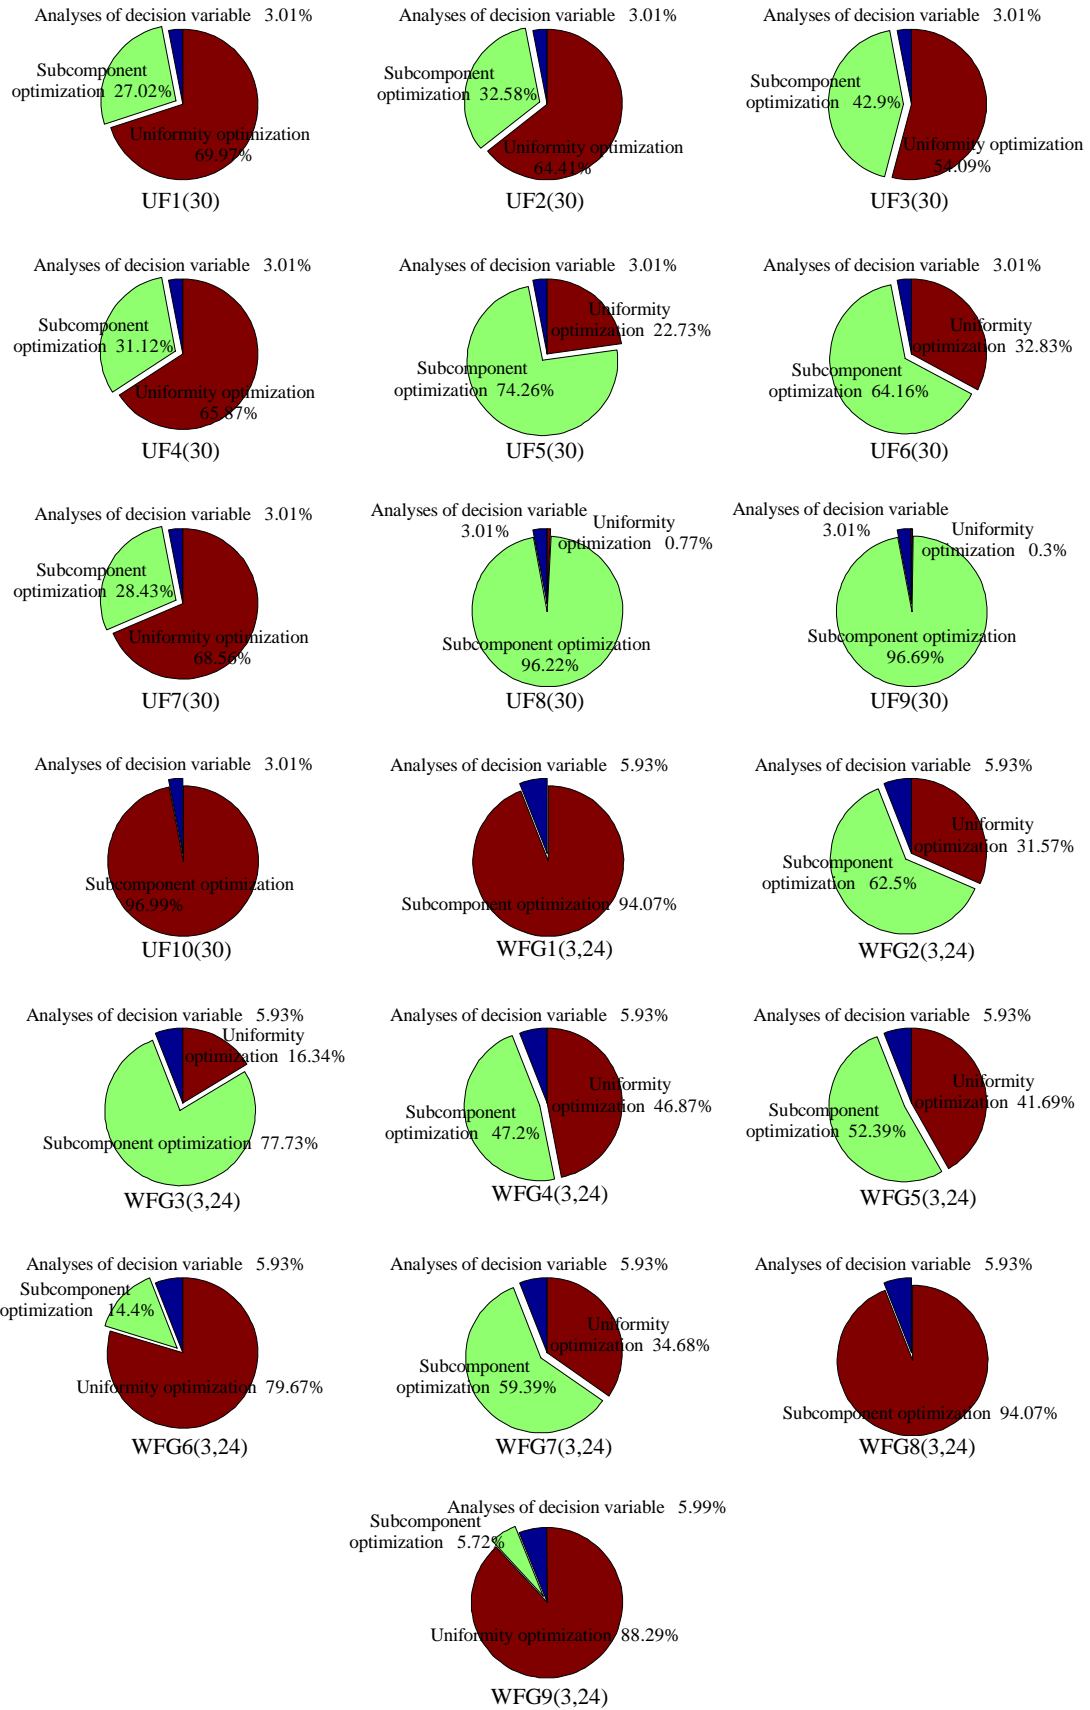 Analyses of decision variable 3.01%
Subcomponent
optimization 27.02%
Uniformity optimization
69.97%
UF1(30)
Analyses of decision variable 3.01%
Subcomponent
optimization 32.58%
Uniformity optimization
64.41%
UF2(30)
Analyses of decision variable 3.01%
Subcomponent
optimization 42.9%
Uniformity optimization
54.09%
UF3(30)
Analyses of decision variable 3.01%
Subcomponent
optimization 31.12%
Uniformity optimization
65.87%
UF4(30)
Analyses of decision variable 3.01%
Uniformity
optimization 22.73%
Subcomponent
optimization 74.26%
UF5(30)
Analyses of decision variable 3.01%
Uniformity
optimization 32.83%
Subcomponent
optimization 64.16%
UF6(30)
Analyses of decision variable 3.01%
Subcomponent
optimization 28.43%
Uniformity optimization
68.56%
UF7(30)
Analyses of decision variable
3.01%
Uniformity
optimization 0.77%
Subcomponent optimization
96.22%
UF8(30)
Analyses of decision variable
3.01%
Uniformity
optimization 0.3%
Subcomponent optimization
96.69%
UF9(30)
Analyses of decision variable 3.01%
Subcomponent optimization
96.99%
UF10(30)
Analyses of decision variable 5.93%
Subcomponent optimization 94.07%
WFG1(3,24)
Analyses of decision variable 5.93%
Uniformity
optimization 31.57%
Subcomponent
optimization 62.5%
WFG2(3,24)
Analyses of decision variable 5.93%
Uniformity
optimization 16.34%
Subcomponent optimization 77.73%
WFG3(3,24)
Analyses of decision variable 5.93%
Uniformity
optimization 46.87%
Subcomponent
optimization 47.2%
WFG4(3,24)
Analyses of decision variable 5.93%
Uniformity
optimization 41.69%
Subcomponent
optimization 52.39%
WFG5(3,24)
Analyses of decision variable 5.93%
Subcomponent
optimization 14.4%
Uniformity optimization 79.67%
WFG6(3,24)
Analyses of decision variable 5.93%
Uniformity
optimization 34.68%
Subcomponent
optimization 59.39%
WFG7(3,24)
Analyses of decision variable 5.93%
Subcomponent optimization 94.07%
WFG8(3,24)
Analyses of decision variable 5.99%
Subcomponent
optimization 5.72%
Uniformity optimization 88.29%
WFG9(3,24)